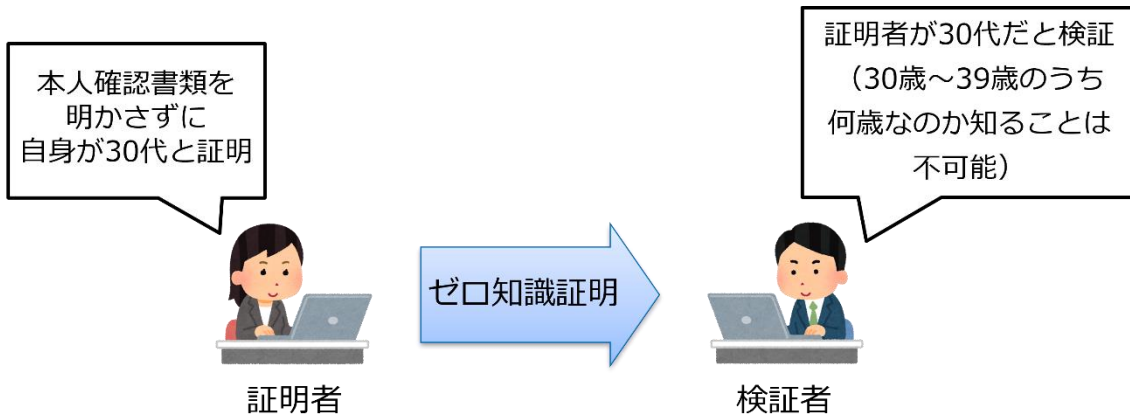 本人確認書類を
明かさずに
自身が30代と証明
証明者が30代だと検証
（30歳～39歳のうち
何歳なのか知ることは
不可能）
ゼロ知識証明
証明者
検証者